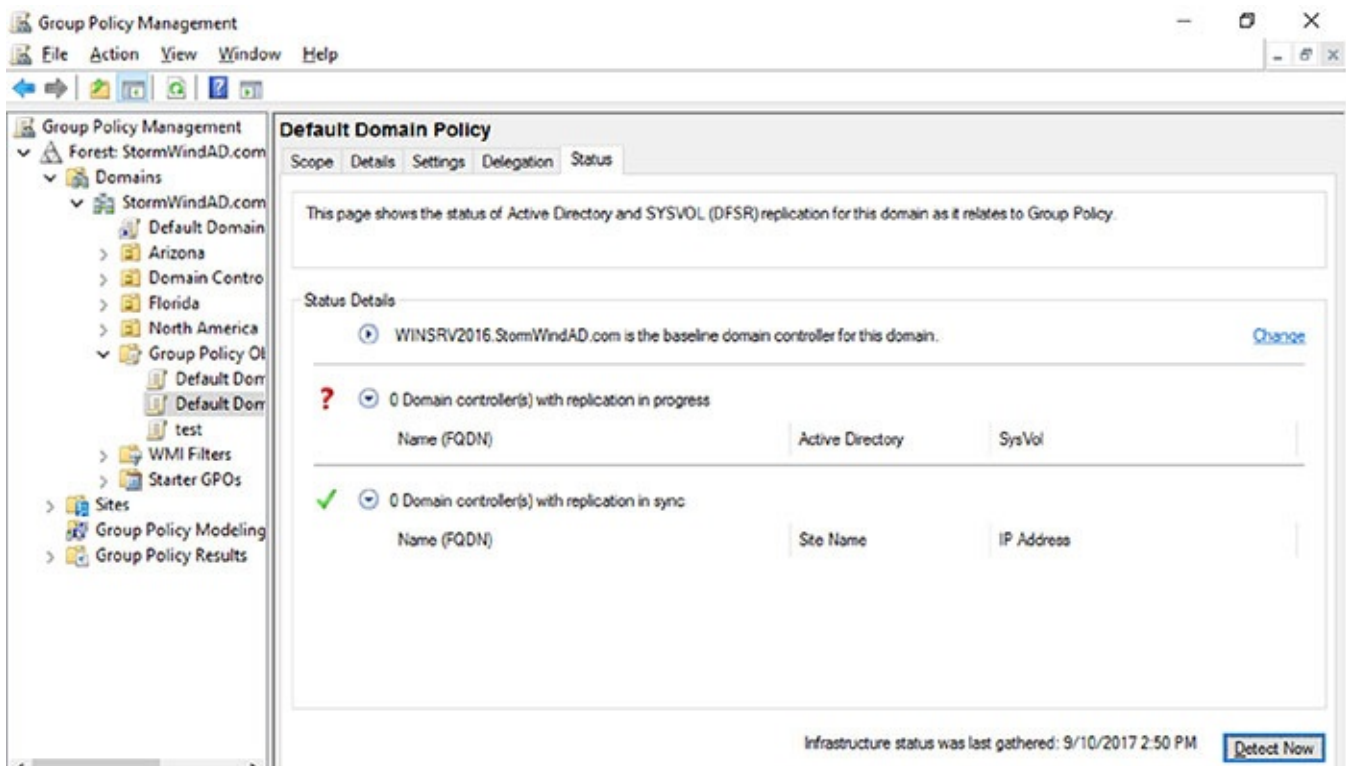 Group Policy Management
File Action View Window Help
Group Policy Management
Forest: StormWindAD.com
Domains
StormWindAD.com
Default Domain
Arizona
Domain Contro
Florida
North America
Group Policy Ob
Default Dom
Default Dom
test
WMI Filters
Starter GPOs
Sites
Group Policy Modeling
Group Policy Results
Default Domain Policy
Scope Details Settings Delegation Status
This page shows the status of Active Directory and SYSVOL (DFSR) replication for this domain as it relates to Group Policy.
Status Details
WINSRV2016.StormWindAD.com is the baseline domain controller for this domain. Change
? 0 Domain controller(s) with replication in progress
Name (FQDN) Active Directory SysVol
0 Domain controller(s) with replication in sync
Name (FQDN) Site Name IP Address
Infrastructure status was last gathered: 9/10/2017 2:50 PM Detect Now